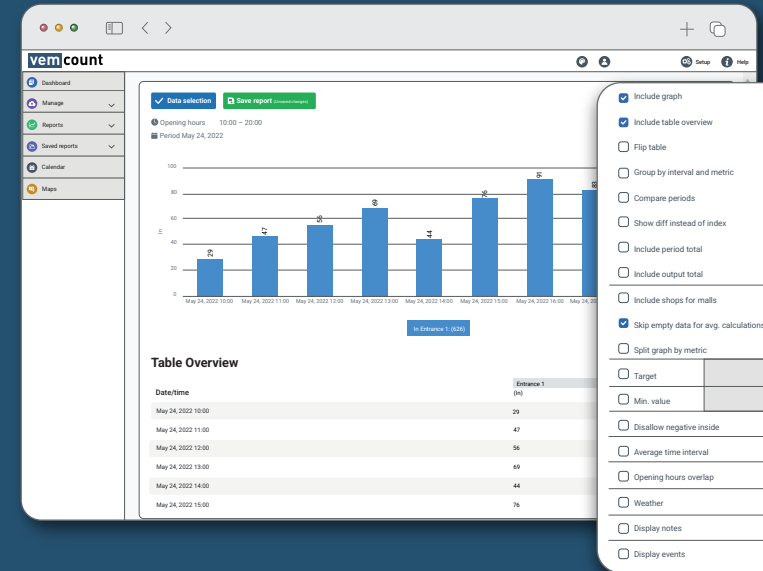 vemcount
Setup
Help
Dashboard
Manage
Reports
Saved reports
Calendar
Maps
Data selection
Save report (Unsaved changes)
Opening hours 10:00 – 20:00
Period May 24, 2022
100
80
60
40
20
0
In
29
47
56
69
44
76
91
83
May 24, 2022 10:00
May 24, 2022 11:00
May 24, 2022 12:00
May 24, 2022 13:00
May 24, 2022 14:00
May 24, 2022 15:00
May 24, 2022 16:00
May 24, 20
In Entrance 1: (626)
Table Overview
Entrance 1
Date/time (In)
May 24, 2022 10:00 29
May 24, 2022 11:00 47
May 24, 2022 12:00 56
May 24, 2022 13:00 69
May 24, 2022 14:00 44
May 24, 2022 15:00 76
Include graph
Include table overview
Flip table
Group by interval and metric
Compare periods
Show diff instead of index
Include period total
Include output total
Include shops for malls
Skip empty data for avg. calculations
Split graph by metric
Target
Min. value
Disallow negative inside
Average time interval
Opening hours overlap
Weather
Display notes
Display events